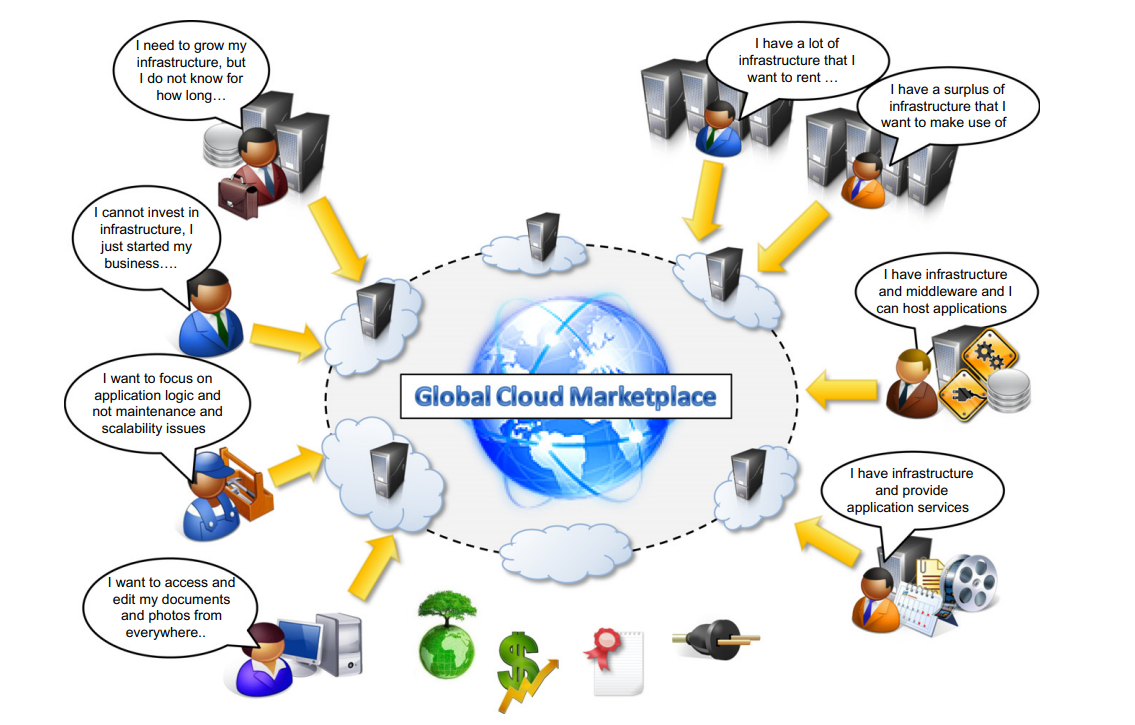 I need to grow my
infrastructure, but
I do not know for
how long…
I have a lot of
infrastructure that I
want to rent …
I have a surplus of
infrastructure that I
want to make use of
I cannot invest in
infrastructure, I
just started my
business….
I have infrastructure
and middleware and I
can host applications
I want to focus on
application logic and
not maintenance and
scalability issues
Global Cloud Marketplace
I have infrastructure
and provide
application services
I want to access and
edit my documents
and photos from
everywhere..
$